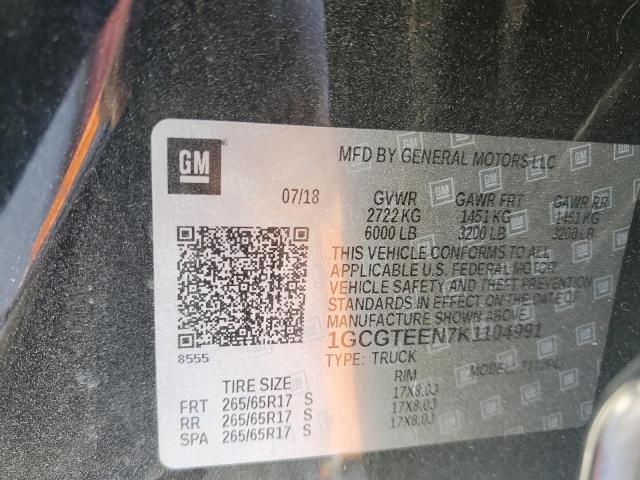 GM
MFD BY GENERAL MOTORS LLC
07/18 GVWR GAWR FRT GAWR RR
2722 KG 1451 KG 1451 KG
6000 LB 3200 LB 3200 LB
THIS VEHICLE CONFORMS TO ALL
APPLICABLE U.S. FEDERAL MOTOR
VEHICLE SAFETY AND THEFT PREVENTION
STANDARDS IN EFFECT ON THE DATE OF
MANUFACTURE SHOWN ABOVE.
1GCGTEEN7K1104991
8555
TYPE: TRUCK MODEL:
TIRE SIZE RIM
FRT 265/65R17 S 17X8.0J
RR 265/65R17 S 17X8.0J
SPA 265/65R17 S 17X8.0J